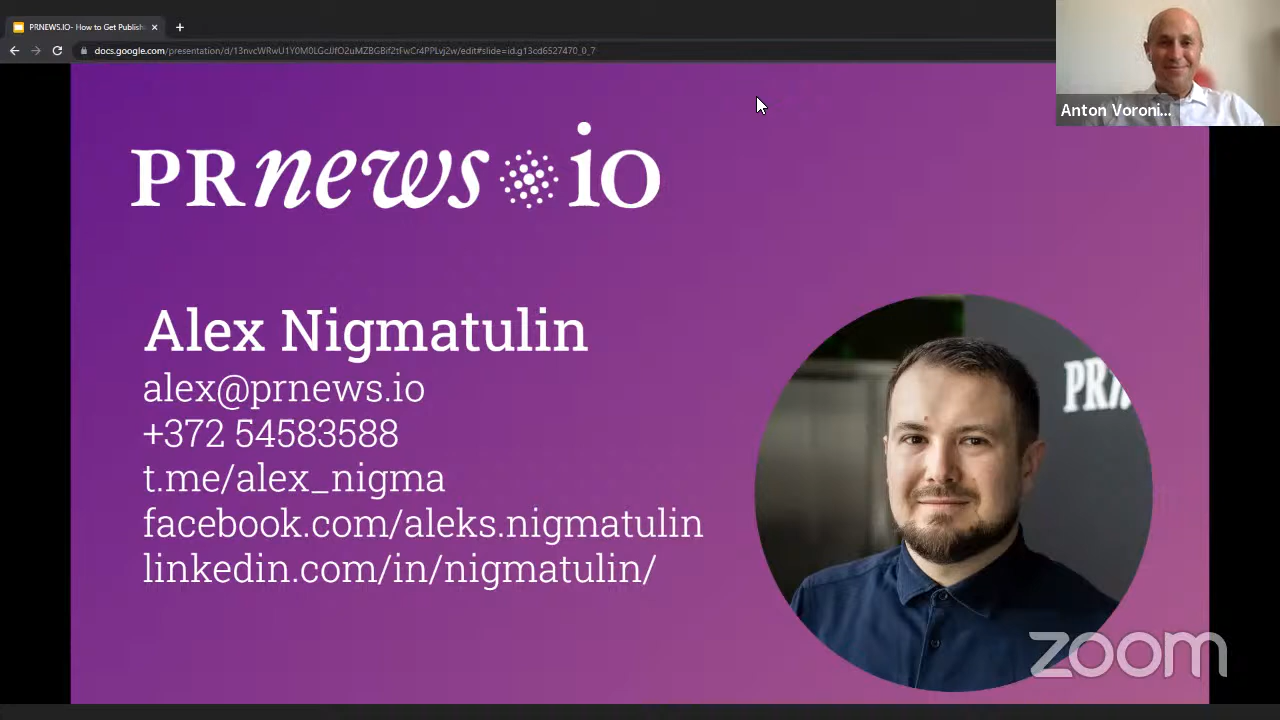 PRNEWS.IO- How to Get Publish
docs.google.com/presentation/d/13nvcWRwU1Y0M0LGcJJfO2uMZBGBif2tFwCr4PPLvj2w/edit#slide=id.g13cd6527470_0_7
Anton Voroni...
PRnews io
Alex Nigmatulin
alex@prnews.io
+372 54583588
t.me/alex_nigma
facebook.com/aleks.nigmatulin
linkedin.com/in/nigmatulin/
PR
zoom